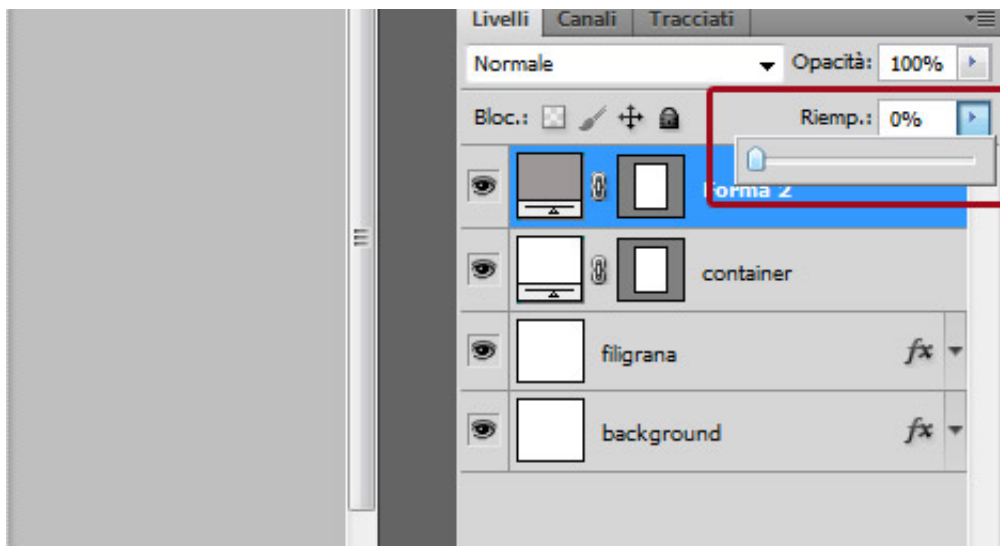 Livelli Canali Tracciati
Normale Opacità: 100%
Bloc.: Riemp.: 0%
Forma 2
container
filigrana fx
background fx